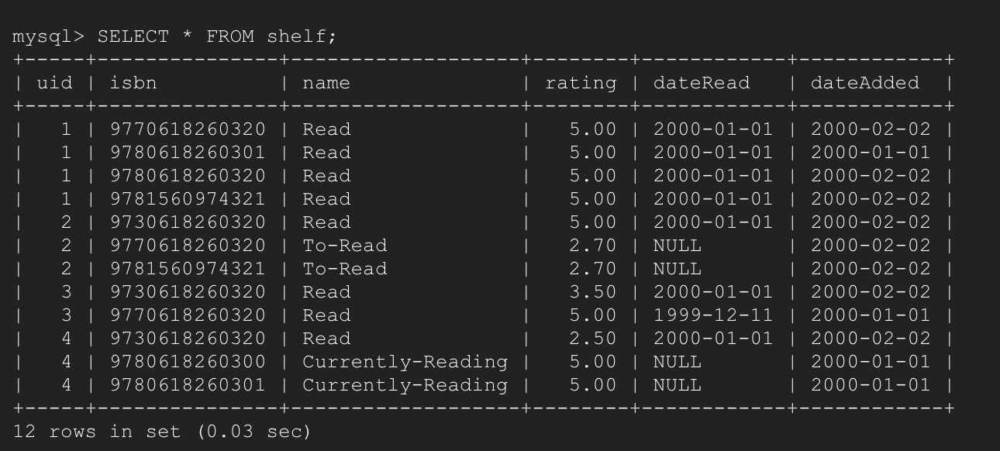 mysql> SELECT * FROM shelf;
+-----+---------------+-------------------+--------+------------+------------+
| uid | isbn          | name              | rating | dateRead   | dateAdded  |
+-----+---------------+-------------------+--------+------------+------------+
|   1 | 9770618260320 | Read              |   5.00 | 2000-01-01 | 2000-02-02 |
|   1 | 9780618260301 | Read              |   5.00 | 2000-01-01 | 2000-01-01 |
|   1 | 9780618260320 | Read              |   5.00 | 2000-01-01 | 2000-02-02 |
|   1 | 9781560974321 | Read              |   5.00 | 2000-01-01 | 2000-02-02 |
|   2 | 9730618260320 | Read              |   5.00 | 2000-01-01 | 2000-02-02 |
|   2 | 9770618260320 | To-Read           |   2.70 | NULL       | 2000-02-02 |
|   2 | 9781560974321 | To-Read           |   2.70 | NULL       | 2000-02-02 |
|   3 | 9730618260320 | Read              |   3.50 | 2000-01-01 | 2000-02-02 |
|   3 | 9770618260320 | Read              |   5.00 | 1999-12-11 | 2000-01-01 |
|   4 | 9730618260320 | Read              |   2.50 | 2000-01-01 | 2000-02-02 |
|   4 | 9780618260300 | Currently-Reading |   5.00 | NULL       | 2000-01-01 |
|   4 | 9780618260301 | Currently-Reading |   5.00 | NULL       | 2000-01-01 |
+-----+---------------+-------------------+--------+------------+------------+
12 rows in set (0.03 sec)